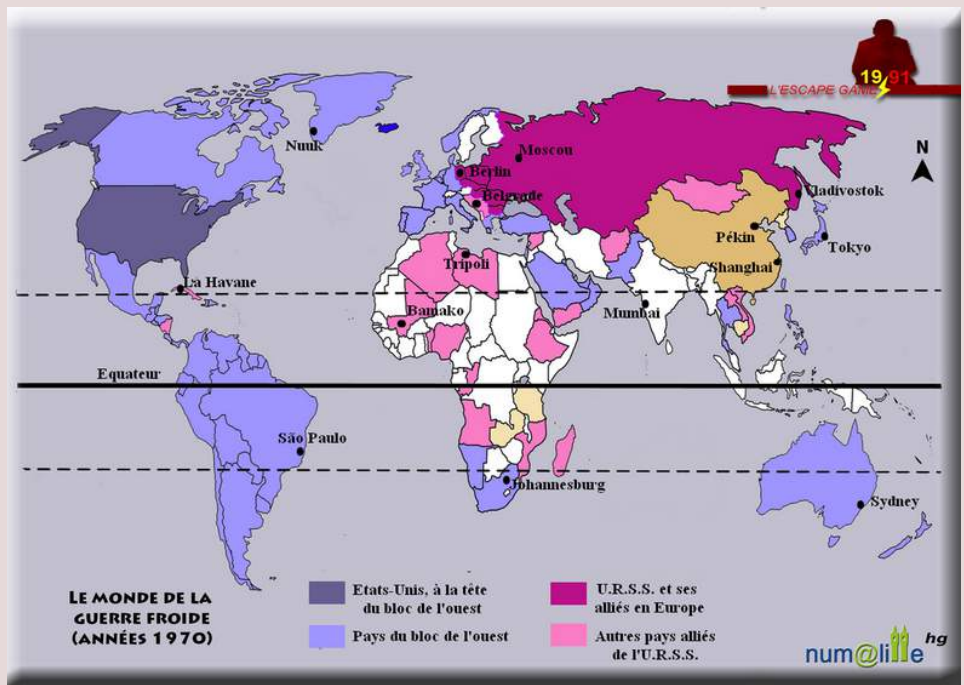 19 91
L'ESCAPE GAME
N
Nuuk
Moscou
Berlin
Belgrade
Vladivostok
Pékin
Tokyo
Shanghai
Tripoli
La Havane
Bamako
Mumbai
Equateur
São Paulo
Johannesburg
Sydney
LE MONDE DE LA
GUERRE FROIDE
(ANNÉES 1970)
Etats-Unis, à la tête
du bloc de l'ouest
Pays du bloc de l'ouest
U.R.S.S. et ses
alliés en Europe
Autres pays alliés
de l'U.R.S.S.
num@lille hg